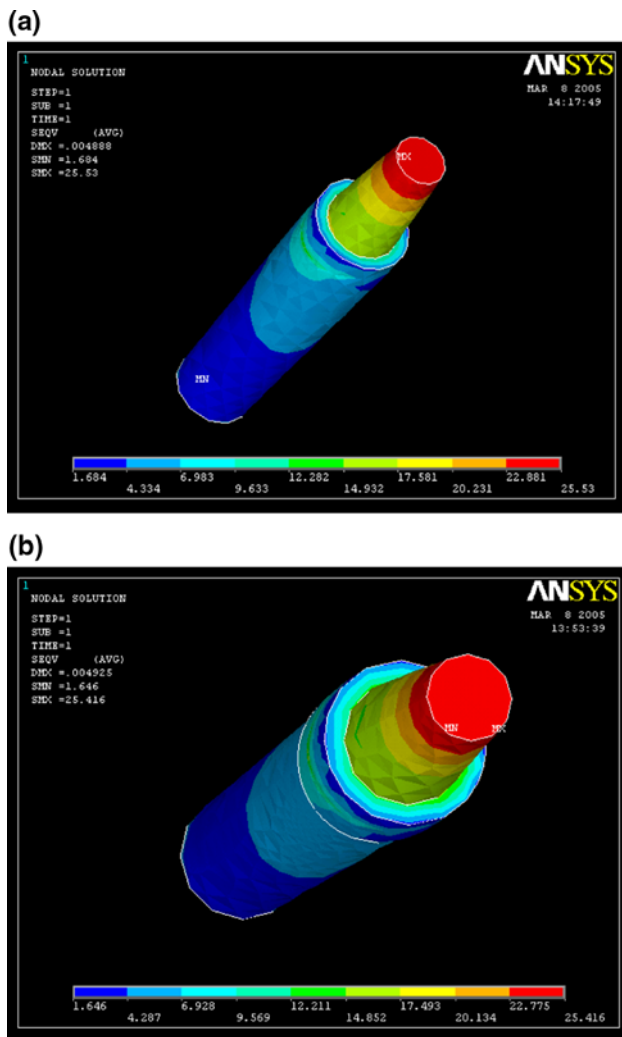 (a)
1
NODAL SOLUTION
ANSYS
MAR 8 2005
14:17:49
STEP=1
SUB =1
TIME=1
SEQV (AVG)
DMX =.004888
SMN =1.684
SMX =25.53
MX
MN
1.684 6.983 12.282 17.581 22.881
4.334 9.633 14.932 20.231 25.53
(b)
1
NODAL SOLUTION
ANSYS
MAR 8 2005
13:53:39
STEP=1
SUB =1
TIME=1
SEQV (AVG)
DMX =.004925
SMN =1.646
SMX =25.416
MN MX
1.646 6.928 12.211 17.493 22.775
4.287 9.569 14.852 20.134 25.416